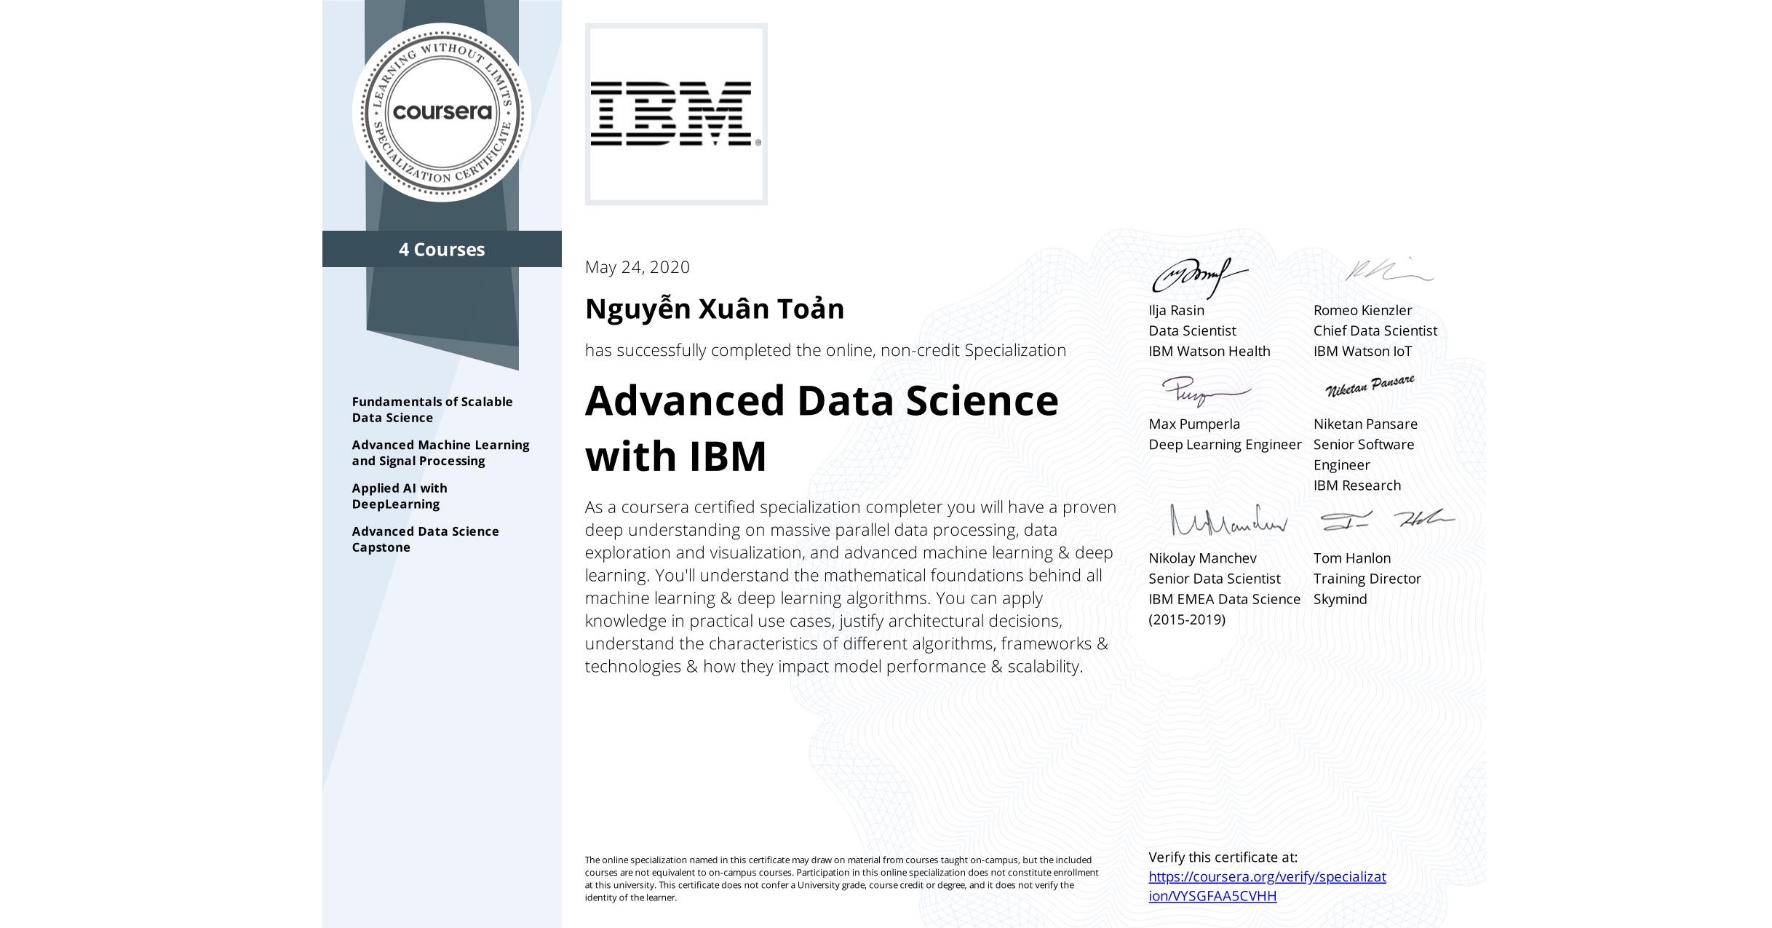 LEARNING WITHOUT LIMITS
coursera
SPECIALIZATION CERTIFICATE
4 Courses
Fundamentals of Scalable
Data Science
Advanced Machine Learning
and Signal Processing
Applied AI with
DeepLearning
Advanced Data Science
Capstone
IBM®
May 24, 2020
Nguyễn Xuân Toản
has successfully completed the online, non-credit Specialization
Advanced Data Science
with IBM
As a coursera certified specialization completer you will have a proven
deep understanding on massive parallel data processing, data
exploration and visualization, and advanced machine learning & deep
learning. You'll understand the mathematical foundations behind all
machine learning & deep learning algorithms. You can apply
knowledge in practical use cases, justify architectural decisions,
understand the characteristics of different algorithms, frameworks &
technologies & how they impact model performance & scalability.
Ilja Rasin
Data Scientist
IBM Watson Health
Romeo Kienzler
Chief Data Scientist
IBM Watson IoT
Max Pumperla
Deep Learning Engineer
Niketan Pansare
Niketan Pansare
Senior Software
Engineer
IBM Research
Nikolay Manchev
Senior Data Scientist
IBM EMEA Data Science
(2015-2019)
Tom Hanlon
Training Director
Skymind
The online specialization named in this certificate may draw on material from courses taught on-campus, but the included
courses are not equivalent to on-campus courses. Participation in this online specialization does not constitute enrollment
at this university. This certificate does not confer a University grade, course credit or degree, and it does not verify the
identity of the learner.
Verify this certificate at:
https://coursera.org/verify/specializat
ion/VYSGFAA5CVHH